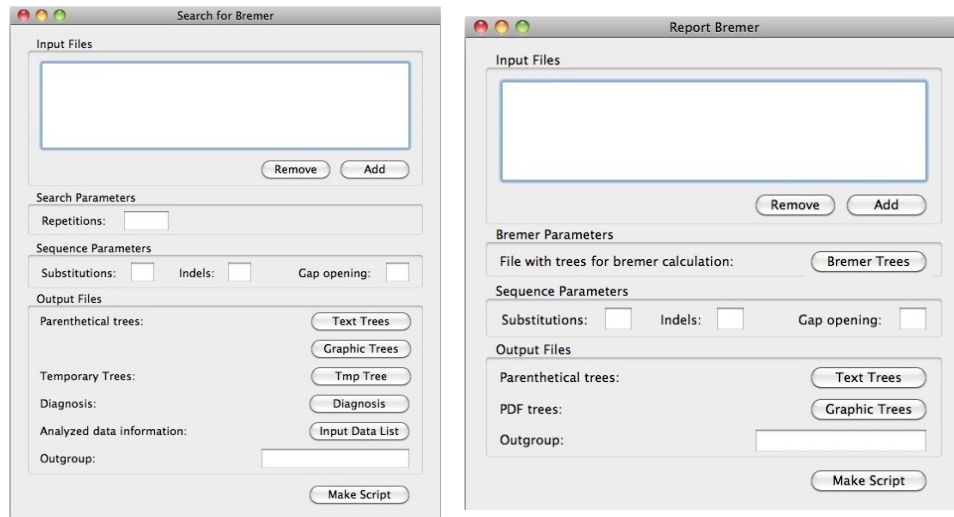 Search for Bremer
Input Files
Remove Add
Search Parameters
Repetitions:
Sequence Parameters
Substitutions: Indels: Gap opening:
Output Files
Parenthetical trees: Text Trees
Graphic Trees
Temporary Trees: Tmp Tree
Diagnosis: Diagnosis
Analyzed data information: Input Data List
Outgroup:
Make Script
Report Bremer
Input Files
Remove Add
Bremer Parameters
File with trees for bremer calculation: Bremer Trees
Sequence Parameters
Substitutions: Indels: Gap opening:
Output Files
Parenthetical trees: Text Trees
PDF trees: Graphic Trees
Outgroup:
Make Script